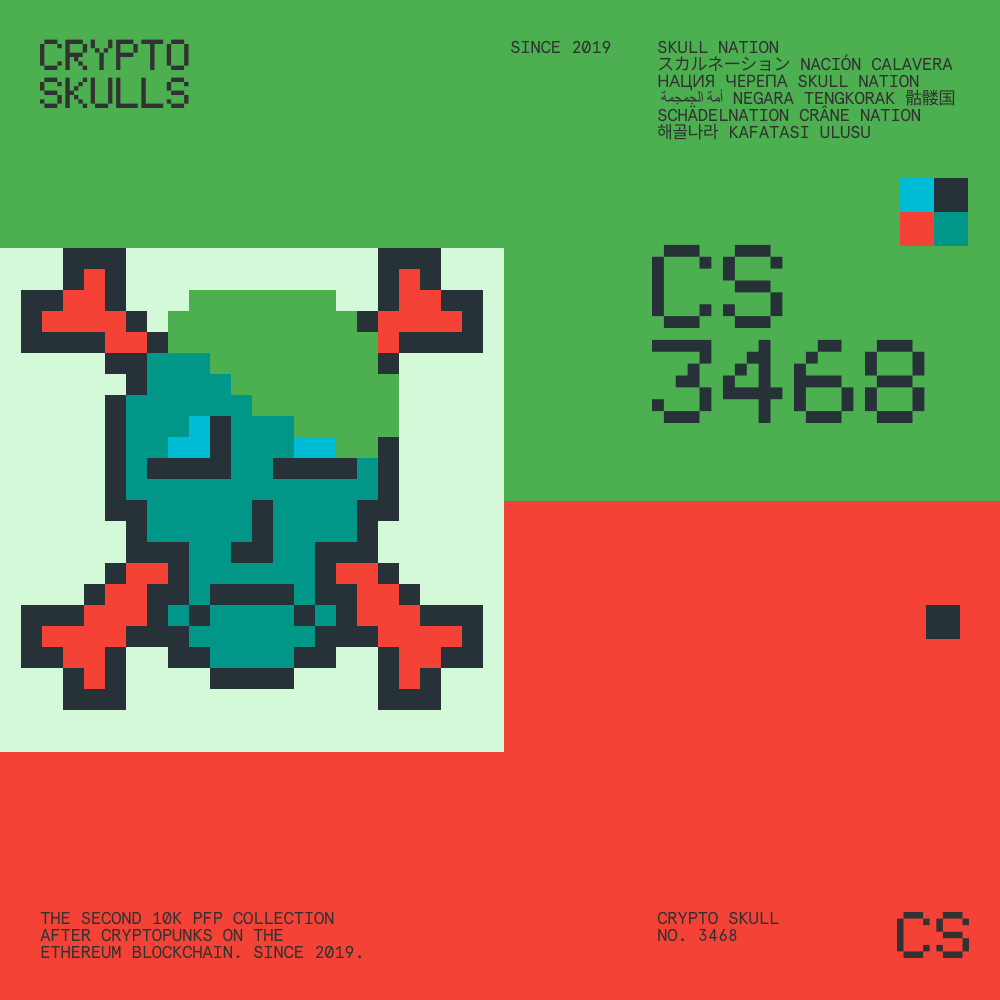 CRYPTO
SKULLS
SINCE 2019
SKULL NATION
スカルネーション NACIÓN CALAVERA
НАЦИЯ ЧЕРЕПА SKULL NATION
أمة الجمجمة NEGARA TENGKORAK 骷髅国
SCHÄDELNATION CRÂNE NATION
해골나라 KAFATASI ULUSU
CS
3468
THE SECOND 10K PFP COLLECTION
AFTER CRYPTOPUNKS ON THE
ETHEREUM BLOCKCHAIN. SINCE 2019.
CRYPTO SKULL
NO. 3468
CS